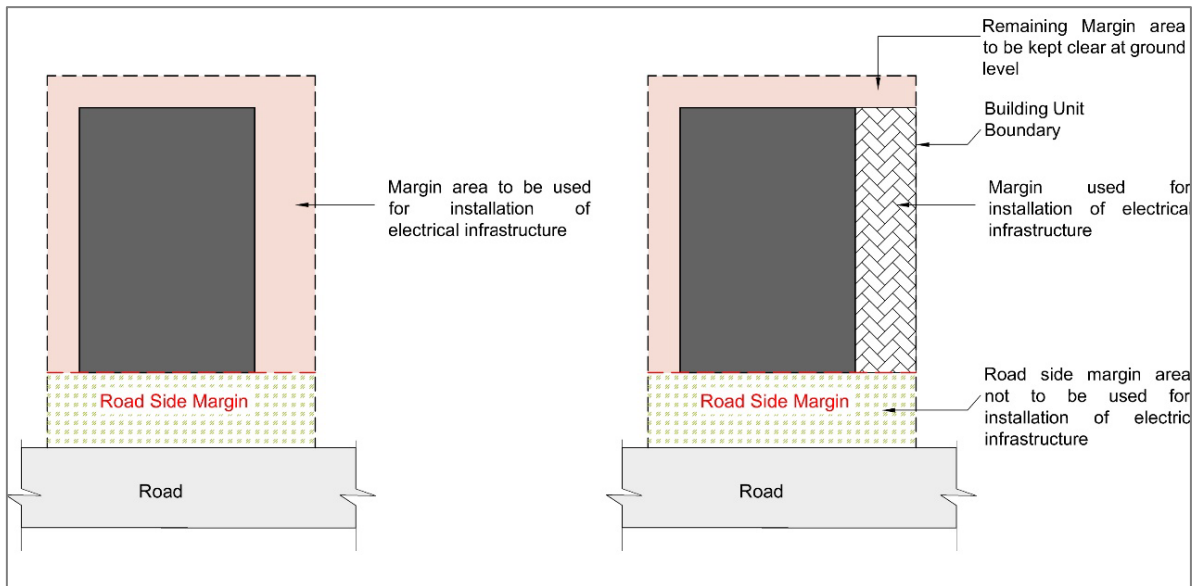 Remaining Margin area
to be kept clear at ground
level
Building Unit
Boundary
Margin area to be used
for installation of
electrical infrastructure
Margin used for
installation of electrical
infrastructure
Road side margin area
not to be used for
installation of electric
infrastructure
Road Side Margin
Road Side Margin
Road
Road